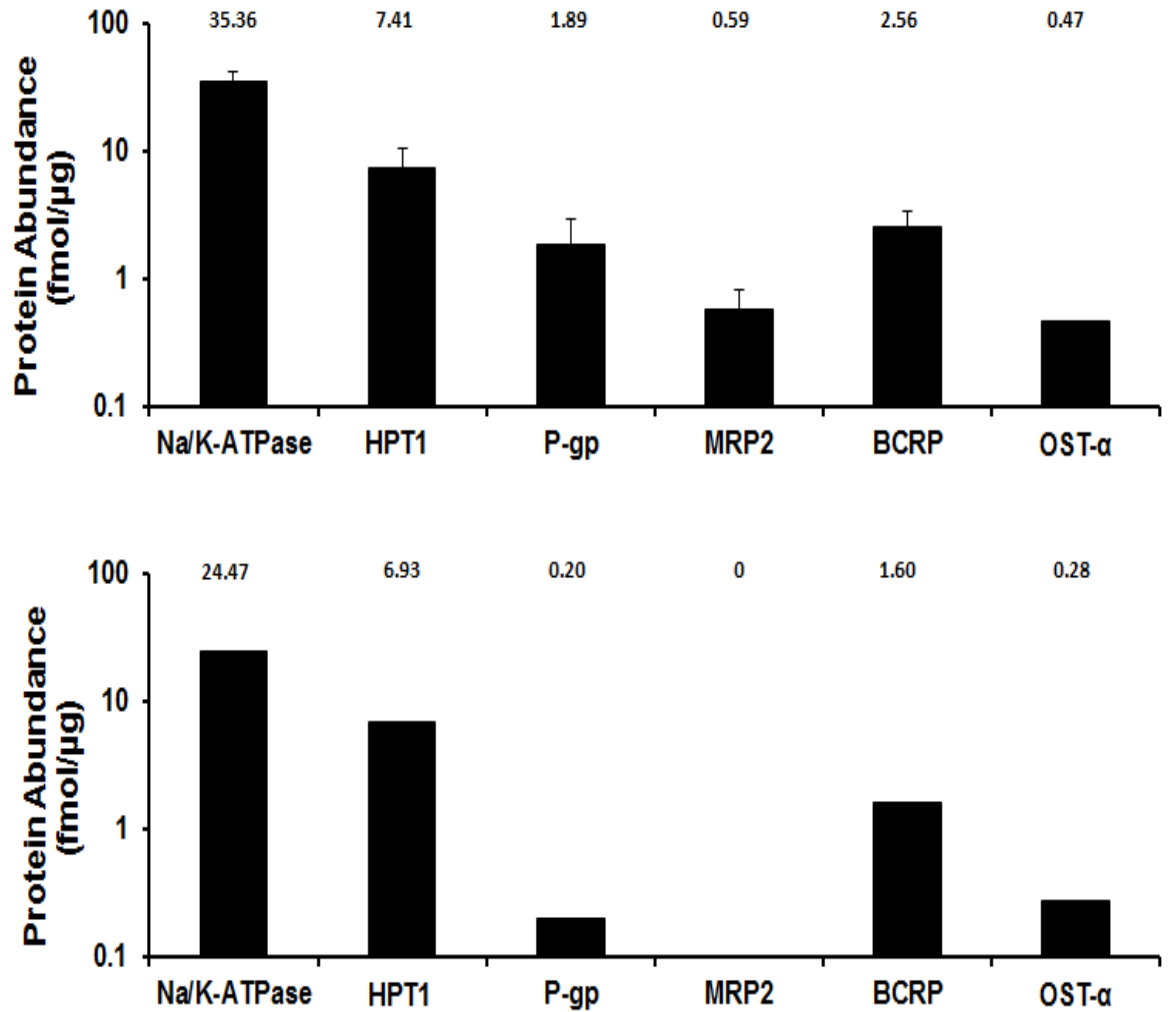 35.36 7.41 1.89 0.59 2.56 0.47
Protein Abundance
(fmol/µg)
100
10
1
0.1
Na/K-ATPase HPT1 P-gp MRP2 BCRP OST-α
24.47 6.93 0.20 0 1.60 0.28
Protein Abundance
(fmol/µg)
100
10
1
0.1
Na/K-ATPase HPT1 P-gp MRP2 BCRP OST-α